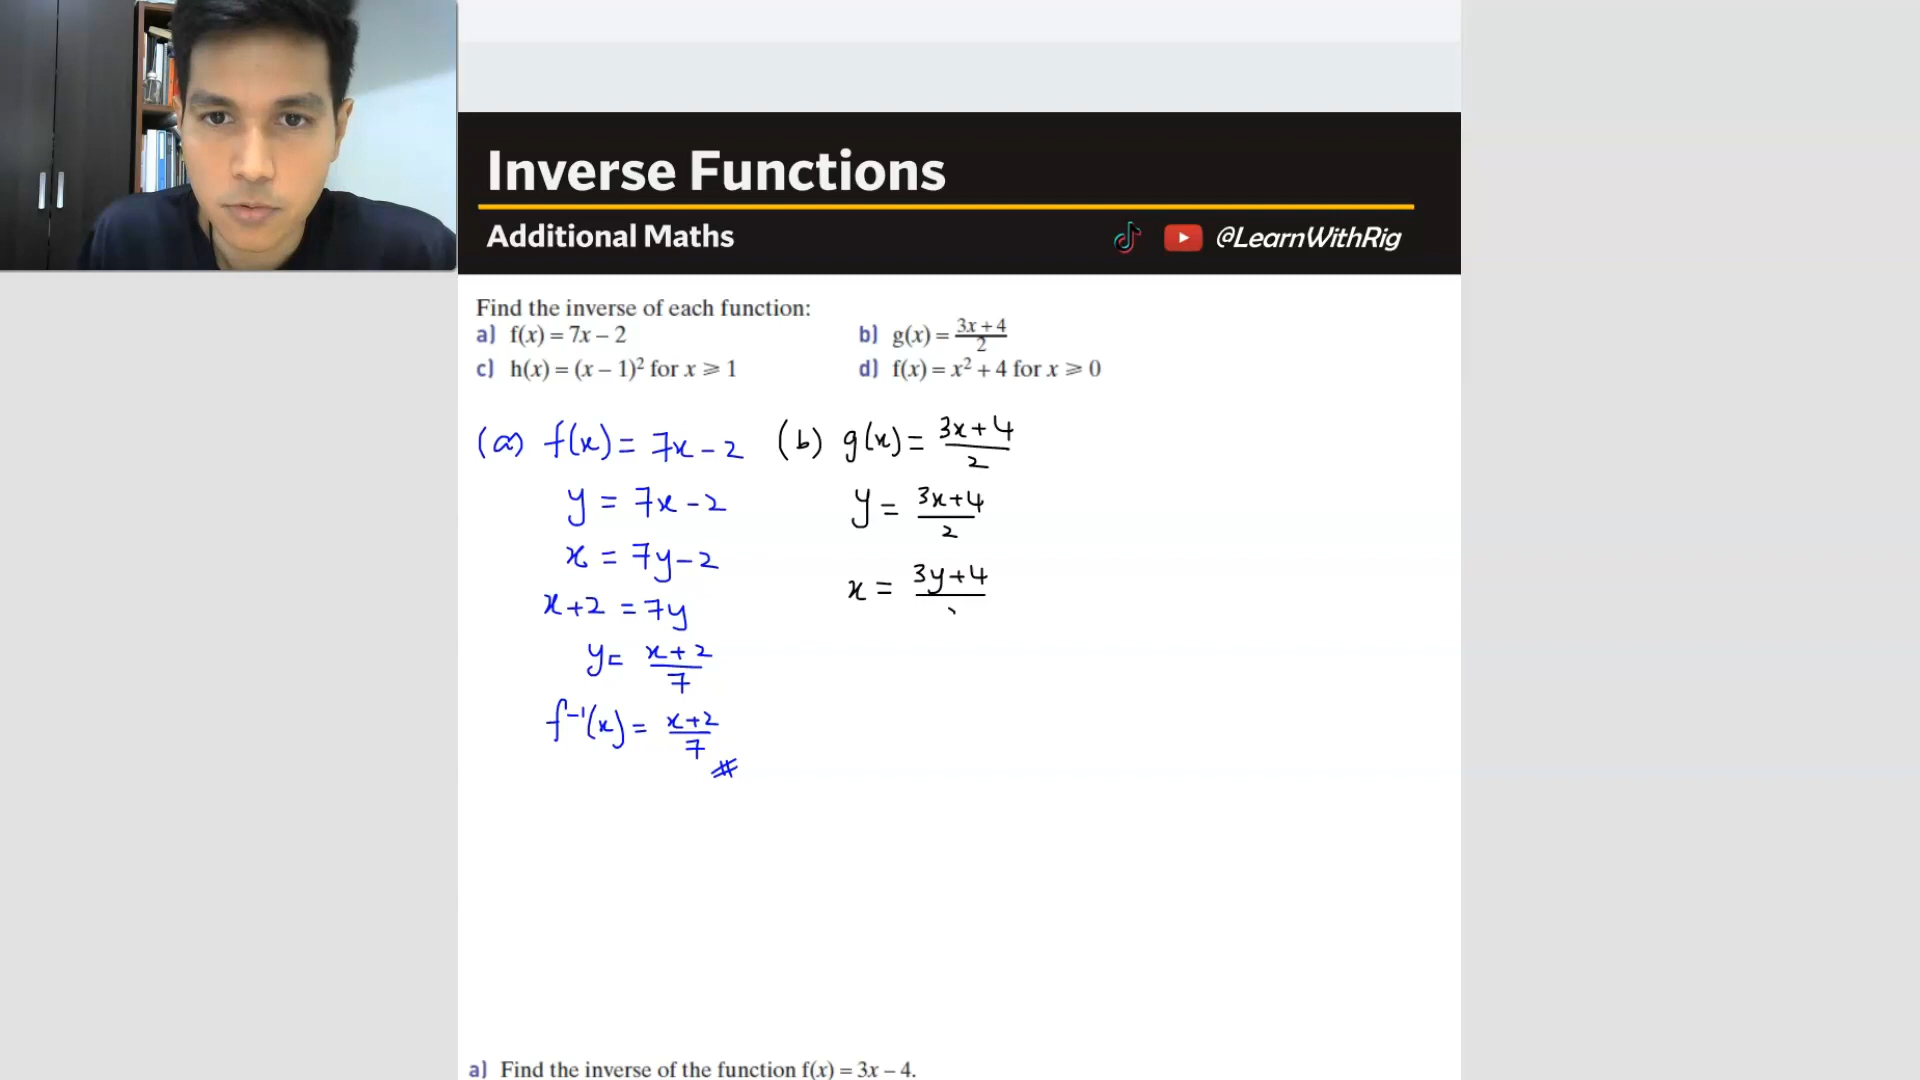 Inverse Functions
Additional Maths
@LearnWithRig
Find the inverse of each function:
a) f(x) = 7x – 2
b) g(x) = (3x + 4)/2
c) h(x) = (x – 1)² for x ⩾ 1
d) f(x) = x² + 4 for x ⩾ 0
(a) f(x) = 7x - 2
y = 7x - 2
x = 7y - 2
x + 2 = 7y
y = (x + 2)/7
f⁻¹(x) = (x + 2)/7 #
(b) g(x) = (3x + 4)/2
y = (3x + 4)/2
x = (3y + 4)/
a) Find the inverse of the function f(x) = 3x – 4.